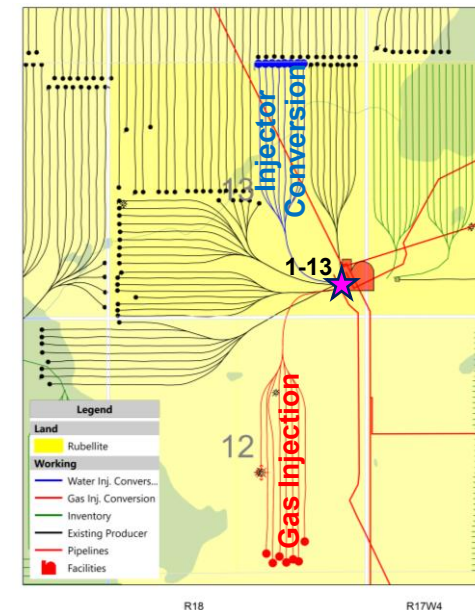 Injector
Conversion
13
1-13
Gas Injection
12
Legend
Land
Rubellite
Working
Water Inj. Convers...
Gas Inj. Conversion
Inventory
Existing Producer
Pipelines
Facilities
R18
R17W4